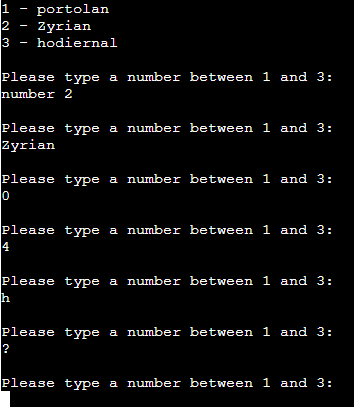 1 - portolan
2 - Zyrian
3 - hodiernal
Please type a number between 1 and 3:
number 2
Please type a number between 1 and 3:
Zyrian
Please type a number between 1 and 3:
0
Please type a number between 1 and 3:
4
Please type a number between 1 and 3:
h
Please type a number between 1 and 3:
?
Please type a number between 1 and 3: